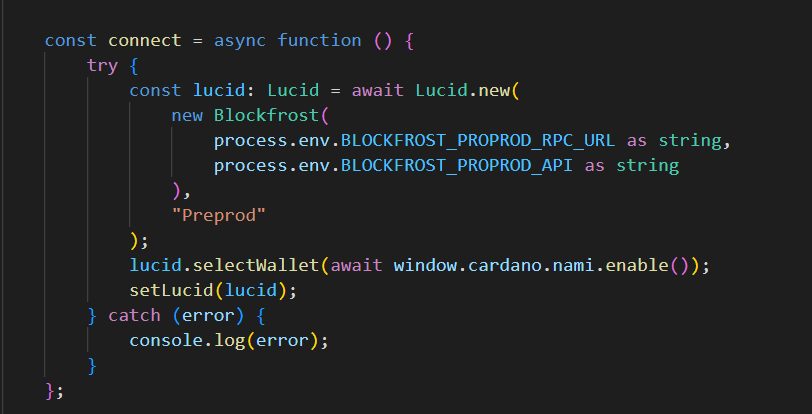 const connect = async function () {
try {
const lucid: Lucid = await Lucid.new(
new Blockfrost(
process.env.BLOCKFROST_PROPROD_RPC_URL as string,
process.env.BLOCKFROST_PROPROD_API as string
),
"Preprod"
);
lucid.selectWallet(await window.cardano.nami.enable());
setLucid(lucid);
} catch (error) {
console.log(error);
}
};